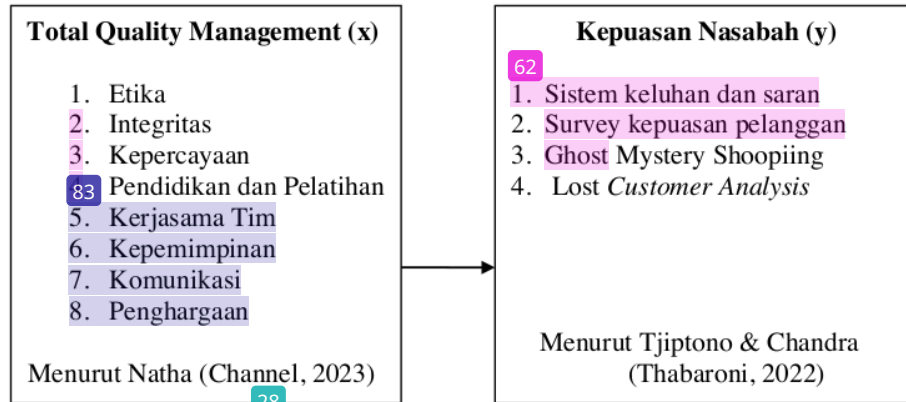 Total Quality Management (x)
1. Etika
2. Integritas
3. Kepercayaan
83 Pendidikan dan Pelatihan
5. Kerjasama Tim
6. Kepemimpinan
7. Komunikasi
8. Penghargaan
Menurut Natha (Channel, 2023)
28
Kepuasan Nasabah (y)
62
1. Sistem keluhan dan saran
2. Survey kepuasan pelanggan
3. Ghost Mystery Shoopiing
4. Lost Customer Analysis
Menurut Tjiptono & Chandra
(Thabaroni, 2022)